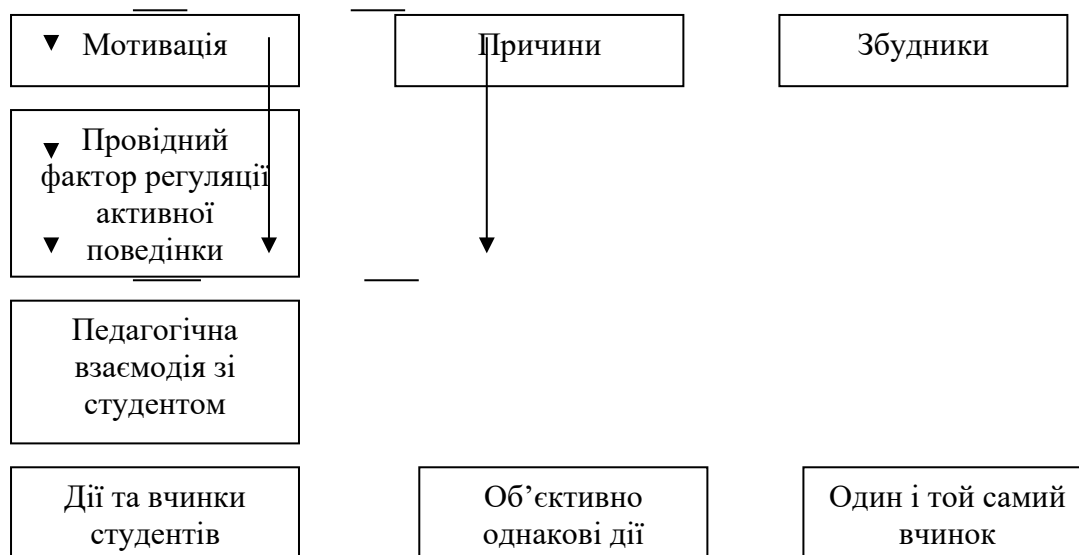 Мотивація
Причини
Збудники
Провідний
фактор регуляції
активної
поведінки
Педагогічна
взаємодія зі
студентом
Дії та вчинки
студентів
Об’єктивно
однакові дії
Один і той самий
вчинок